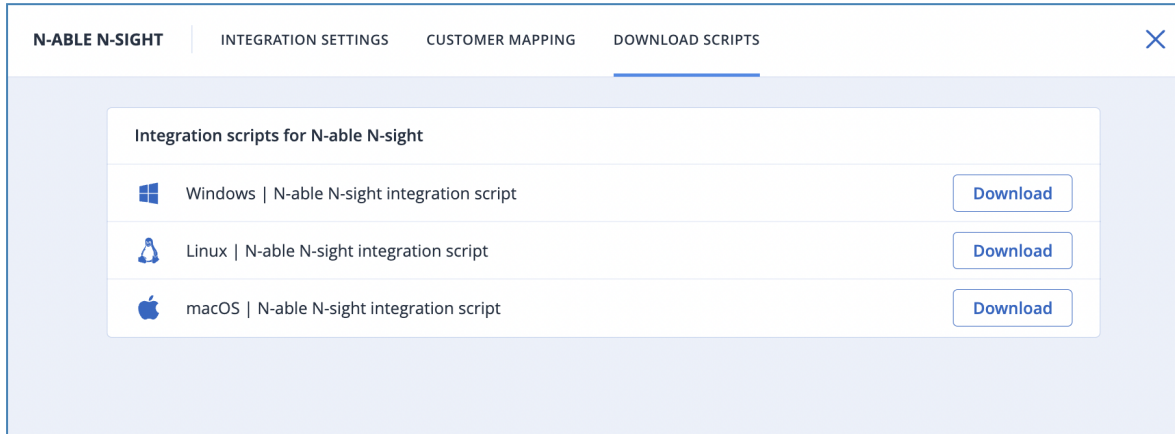 N-ABLE N-SIGHT INTEGRATION SETTINGS CUSTOMER MAPPING DOWNLOAD SCRIPTS
Integration scripts for N-able N-sight
Windows | N-able N-sight integration script Download
Linux | N-able N-sight integration script Download
macOS | N-able N-sight integration script Download